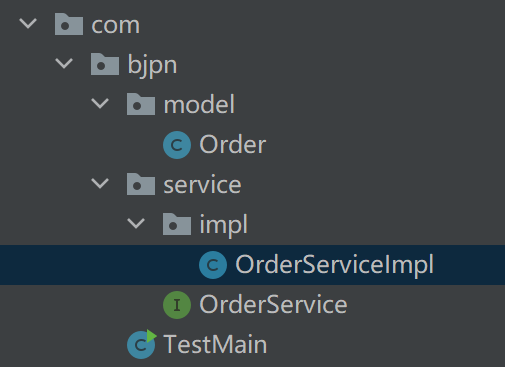 com
bjpn
model
C Order
service
impl
C OrderServiceImpl
I OrderService
C TestMain